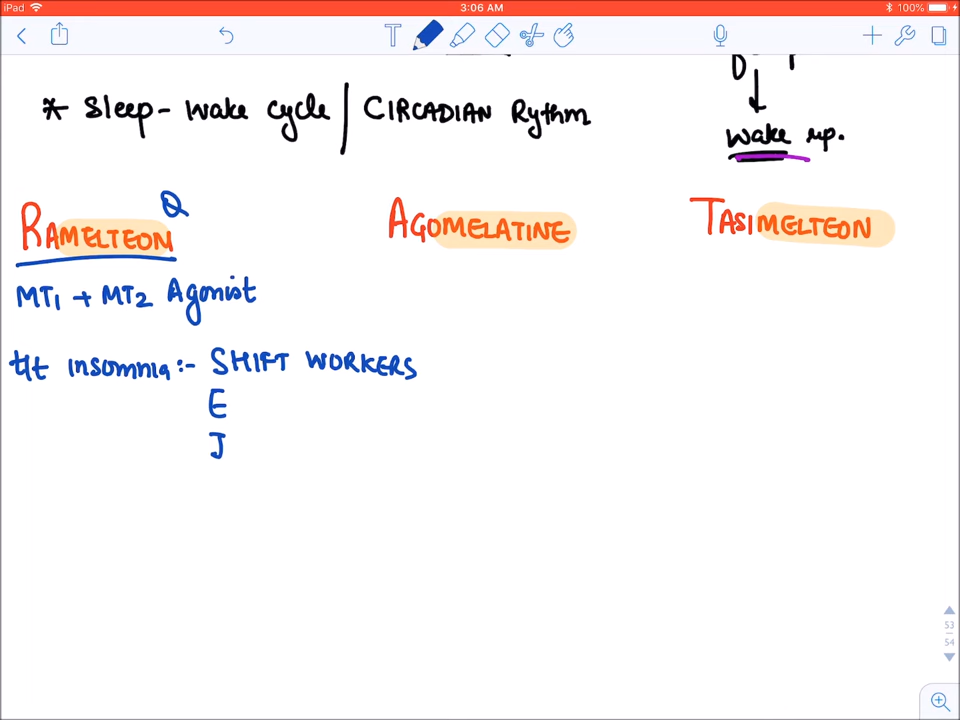 iPad 3:06 AM 100%
T
* Sleep-Wake cycle | CIRCADIAN Rythm
Wake up.
RAMELTEON AGOMELATINE TASIMELTEON
MT1 + MT2 Agonist
t/t insomnia :- SHIFT WORKERS
E
J
53
54